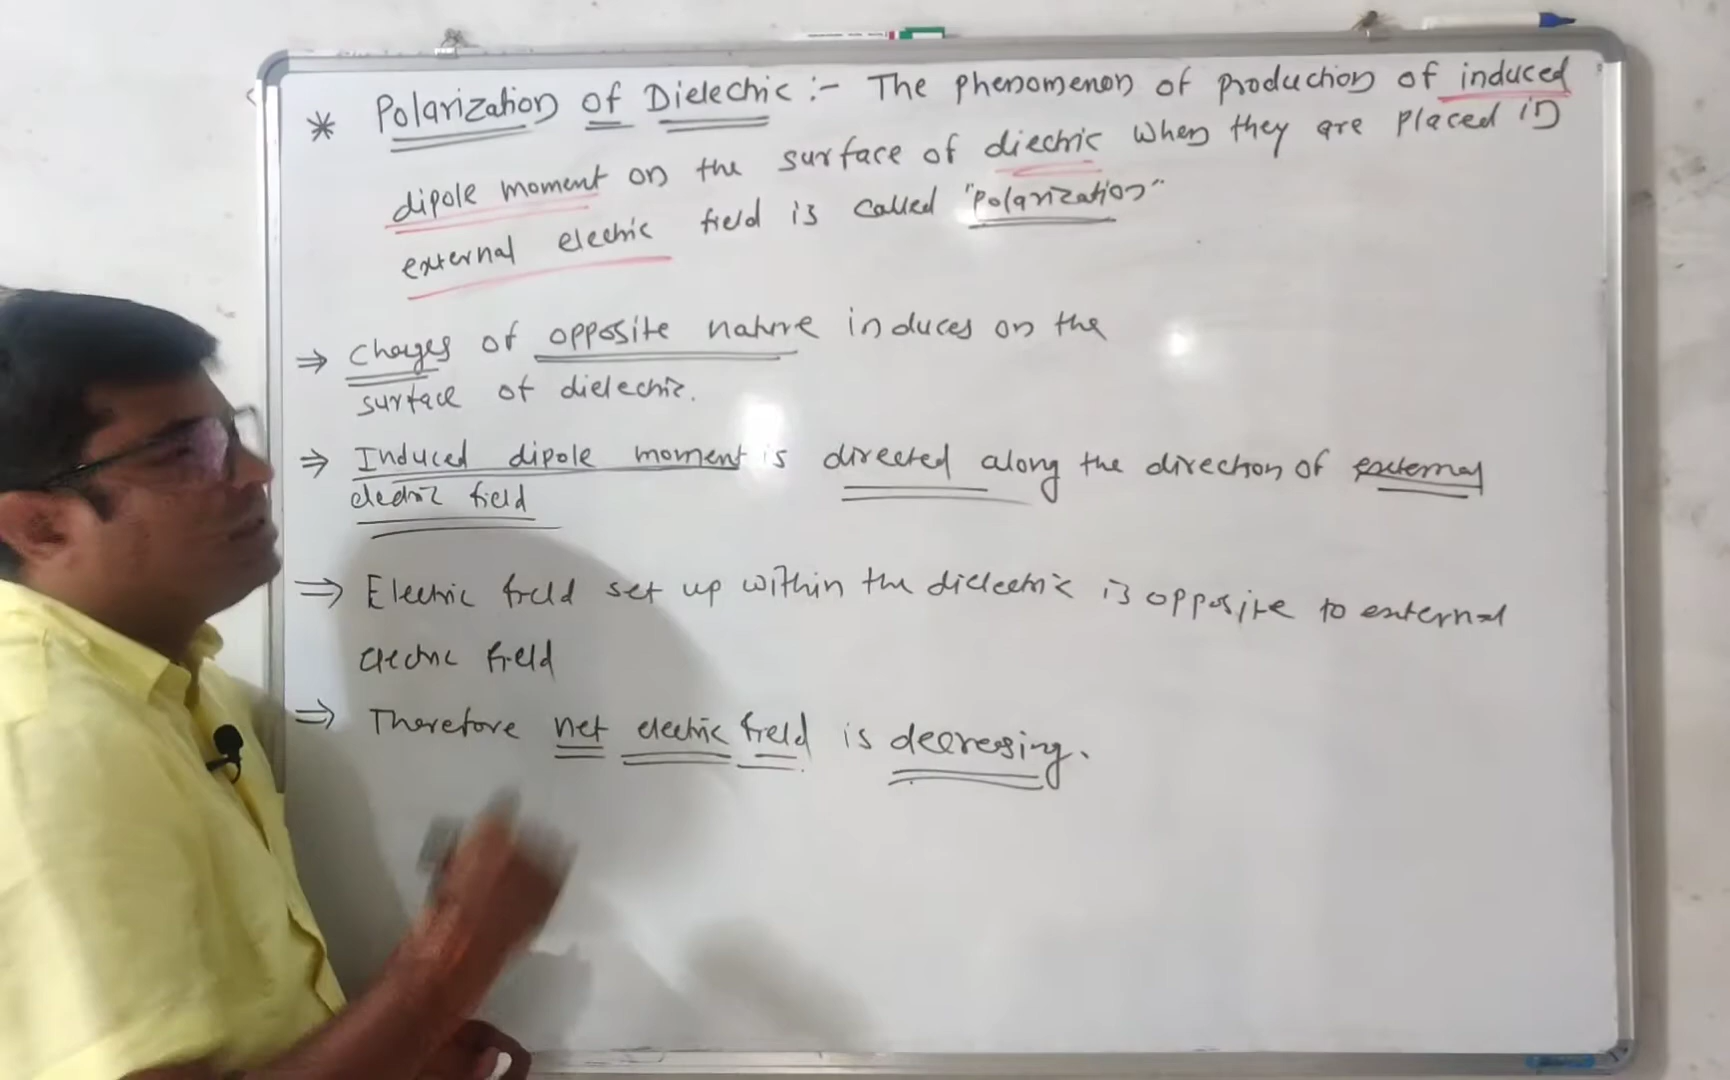 * Polarization of Dielectric :- The phenomenon of production of induced
dipole moment on the surface of diectric when they are placed in
external electric field is called "Polarization"
⇒ Charges of opposite nature induces on the
surface of dielectric.
⇒ Induced dipole moment is directed along the direction of external
electric field
⇒ Electric field set up within the dielectric is opposite to external
electric field
⇒ Therefore net electric field is decreasing.